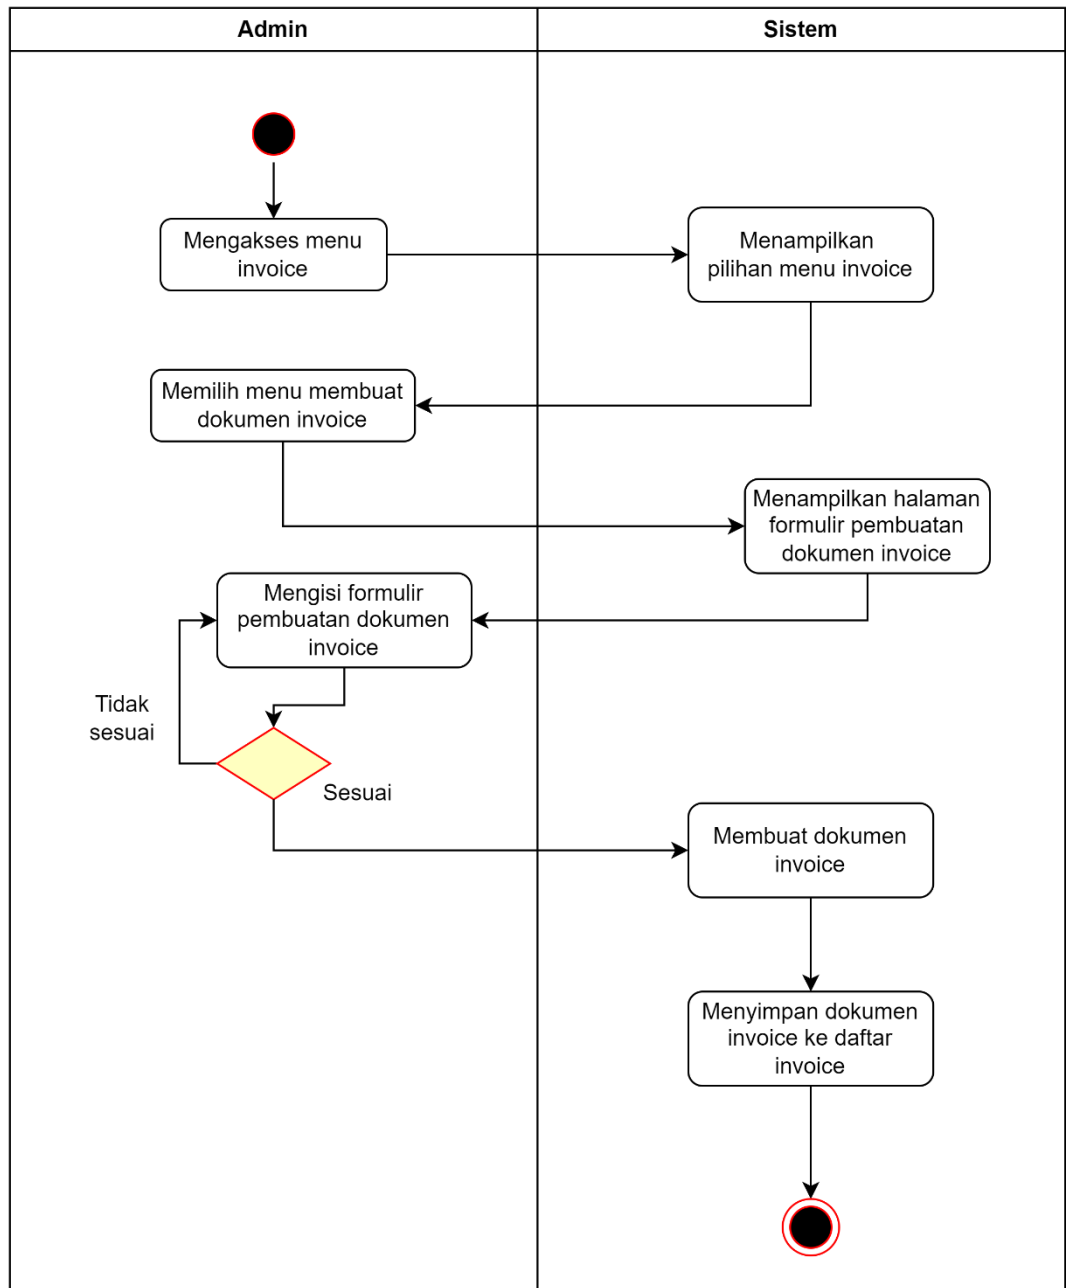 Admin
Sistem
Mengakses menu
invoice
Menampilkan
pilihan menu invoice
Memilih menu membuat
dokumen invoice
Menampilkan halaman
formulir pembuatan
dokumen invoice
Mengisi formulir
pembuatan dokumen
invoice
Tidak
sesuai
Sesuai
Membuat dokumen
invoice
Menyimpan dokumen
invoice ke daftar
invoice